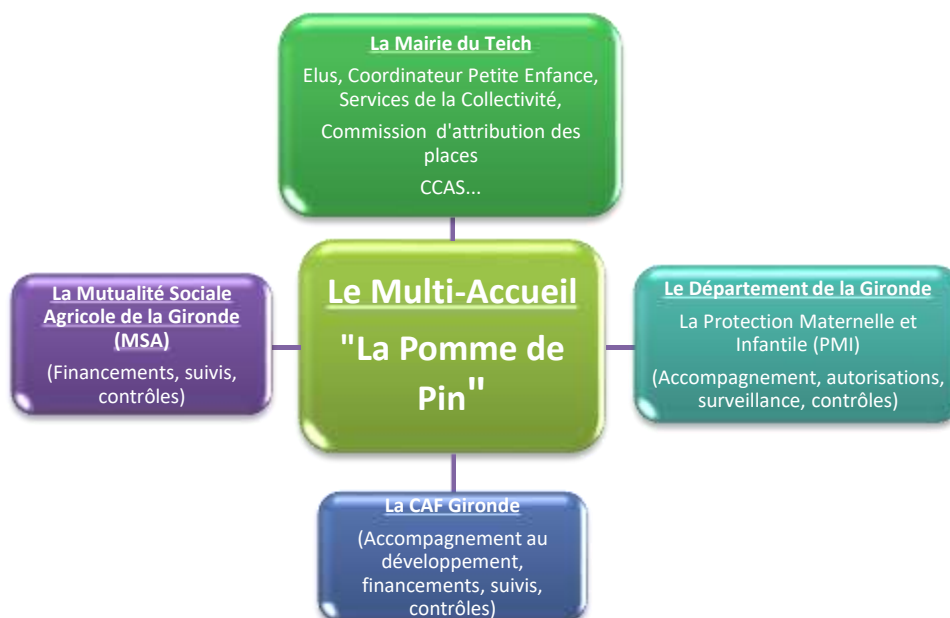 La Mairie du Teich
Elus, Coordinateur Petite Enfance,
Services de la Collectivité,
Commission d'attribution des
places
CCAS...
Le Multi-Accueil
"La Pomme de
Pin"
La Mutualité Sociale
Agricole de la Gironde
(MSA)
(Financements, suivis,
contrôles)
Le Département de la Gironde
La Protection Maternelle et
Infantile (PMI)
(Accompagnement, autorisations,
surveillance, contrôles)
La CAF Gironde
(Accompagnement au
développement,
financements, suivis,
contrôles)